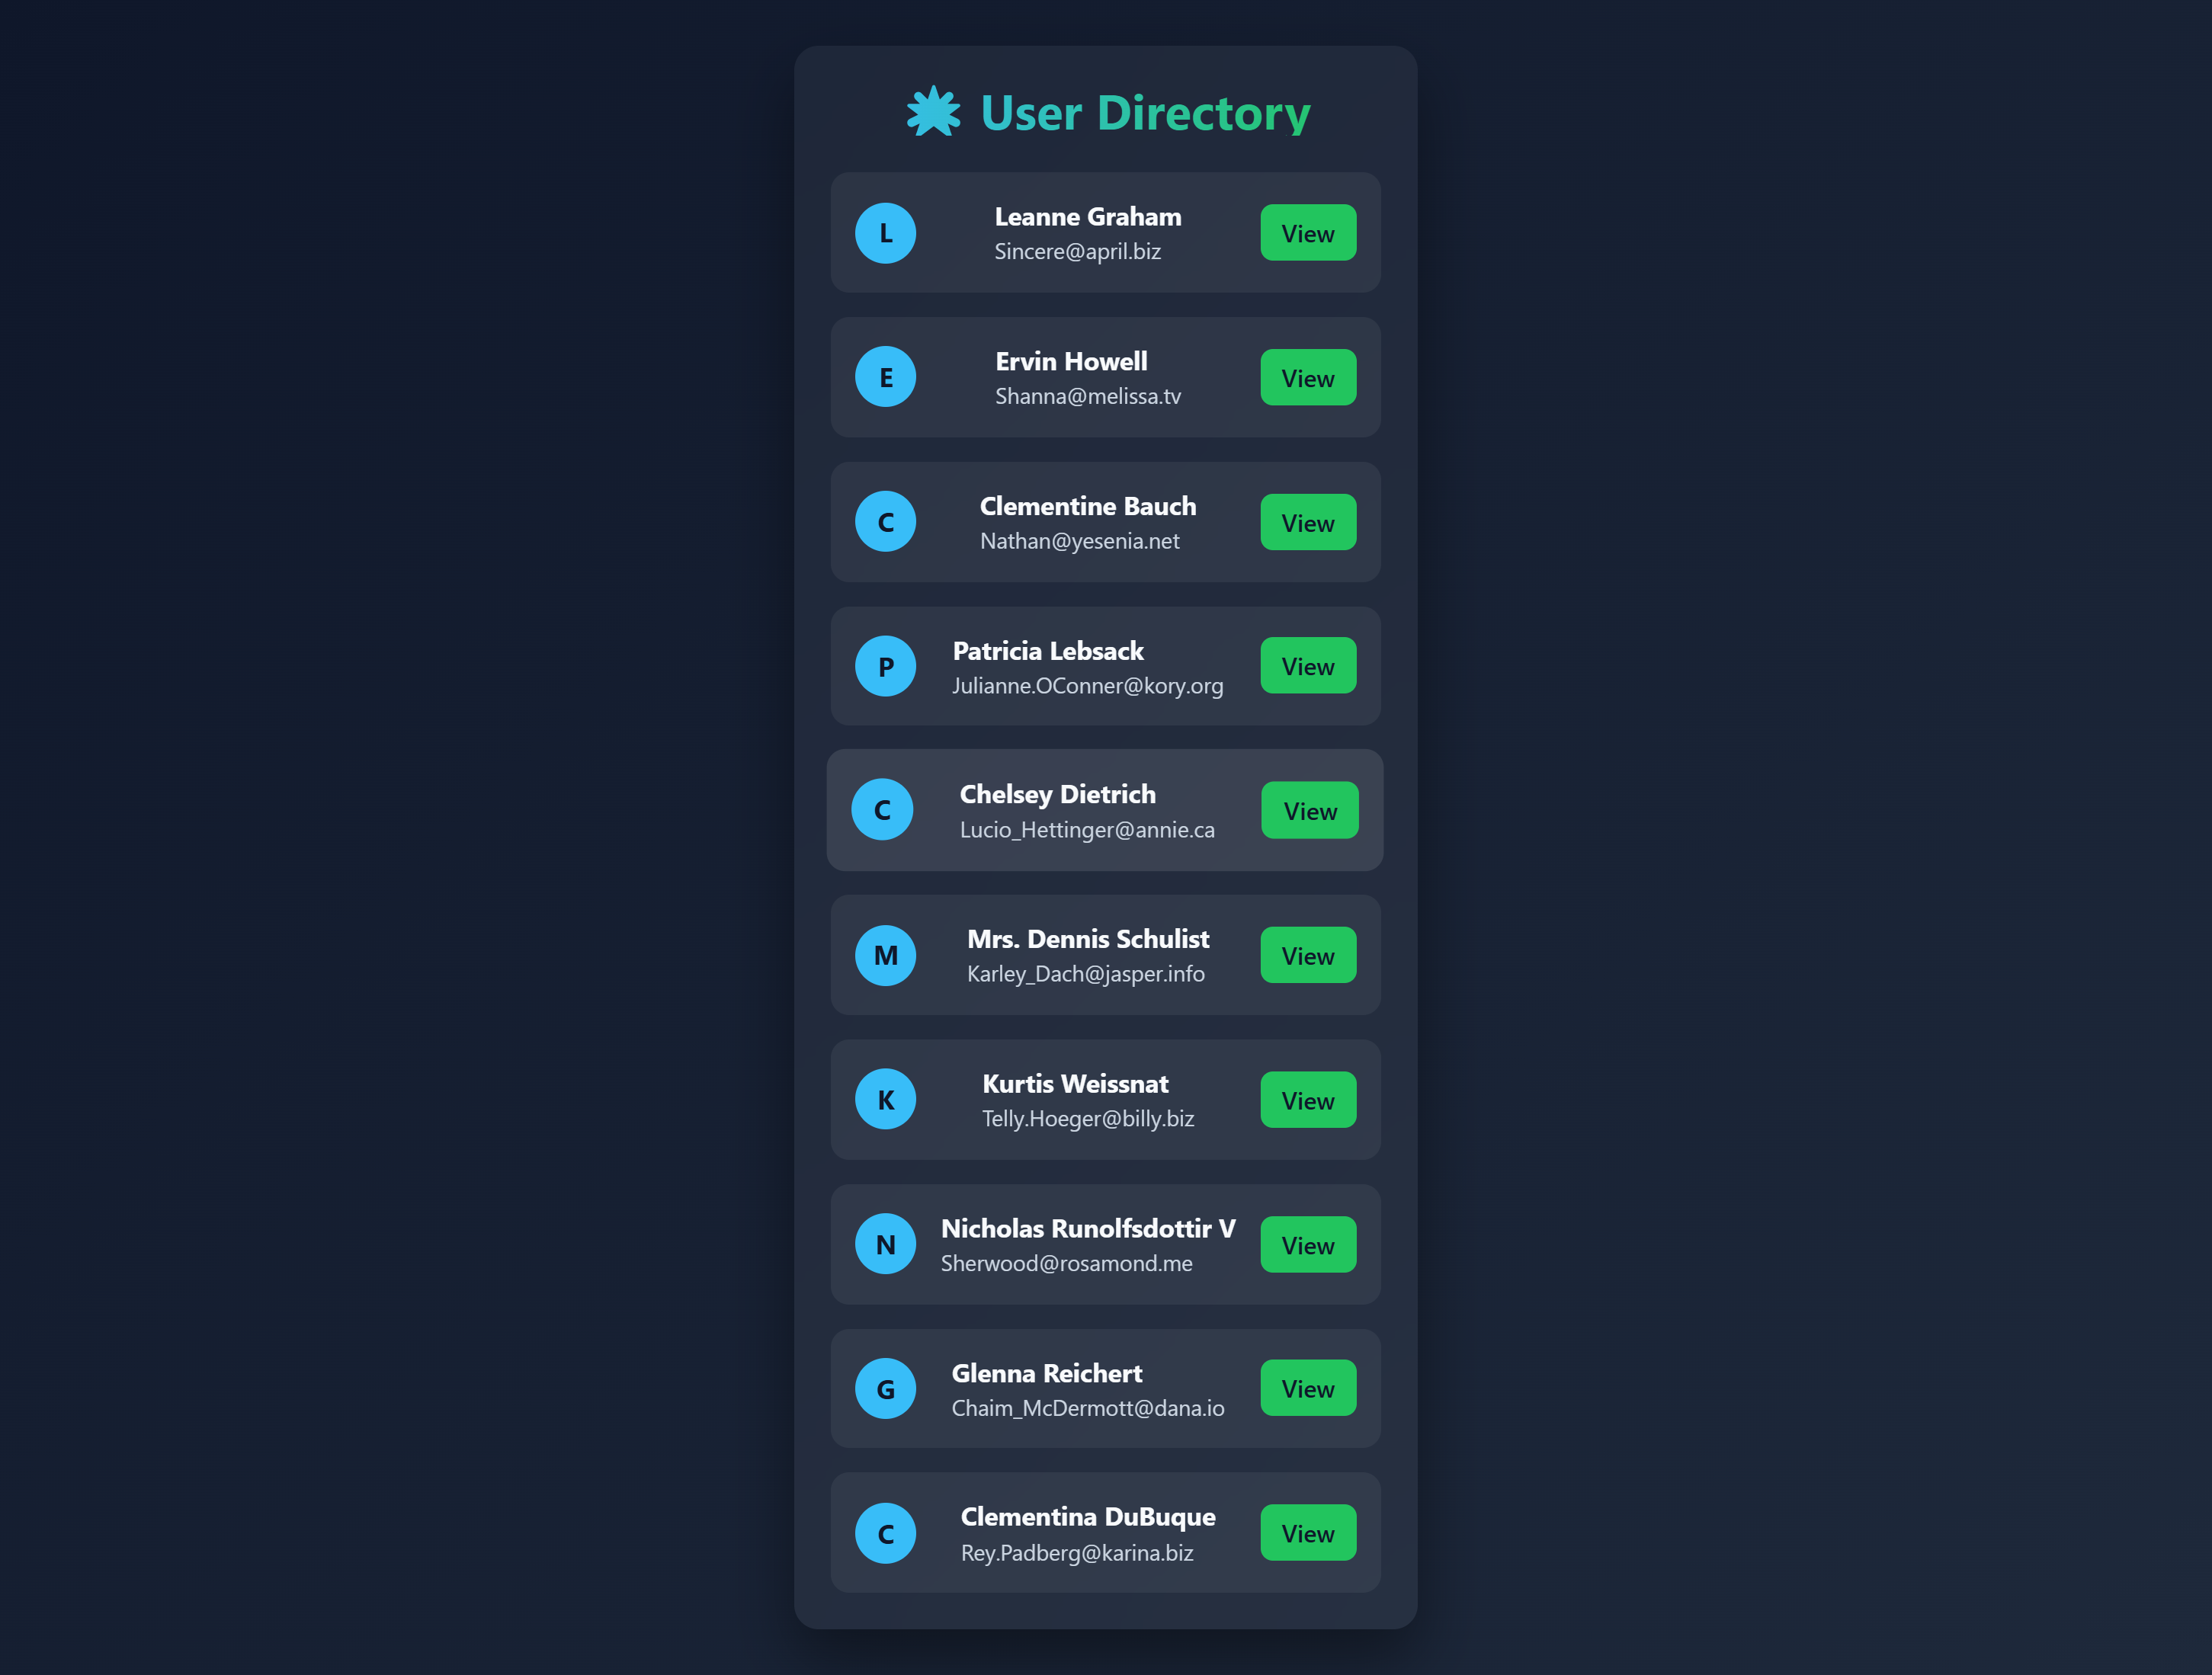 User Directory
L
Leanne Graham
Sincere@april.biz
View
E
Ervin Howell
Shanna@melissa.tv
View
C
Clementine Bauch
Nathan@yesenia.net
View
P
Patricia Lebsack
Julianne.OConner@kory.org
View
C
Chelsey Dietrich
Lucio_Hettinger@annie.ca
View
M
Mrs. Dennis Schulist
Karley_Dach@jasper.info
View
K
Kurtis Weissnat
Telly.Hoeger@billy.biz
View
N
Nicholas Runolfsdottir V
Sherwood@rosamond.me
View
G
Glenna Reichert
Chaim_McDermott@dana.io
View
C
Clementina DuBuque
Rey.Padberg@karina.biz
View